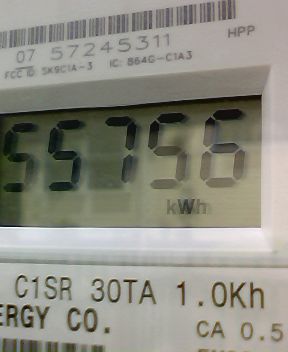 07 57245311
HPP
FCC ID: SK9C1A-3 IC: 864G-C1A3
55756
kWh
C1SR 30TA 1.0Kh
ERGY CO.
CA 0.5